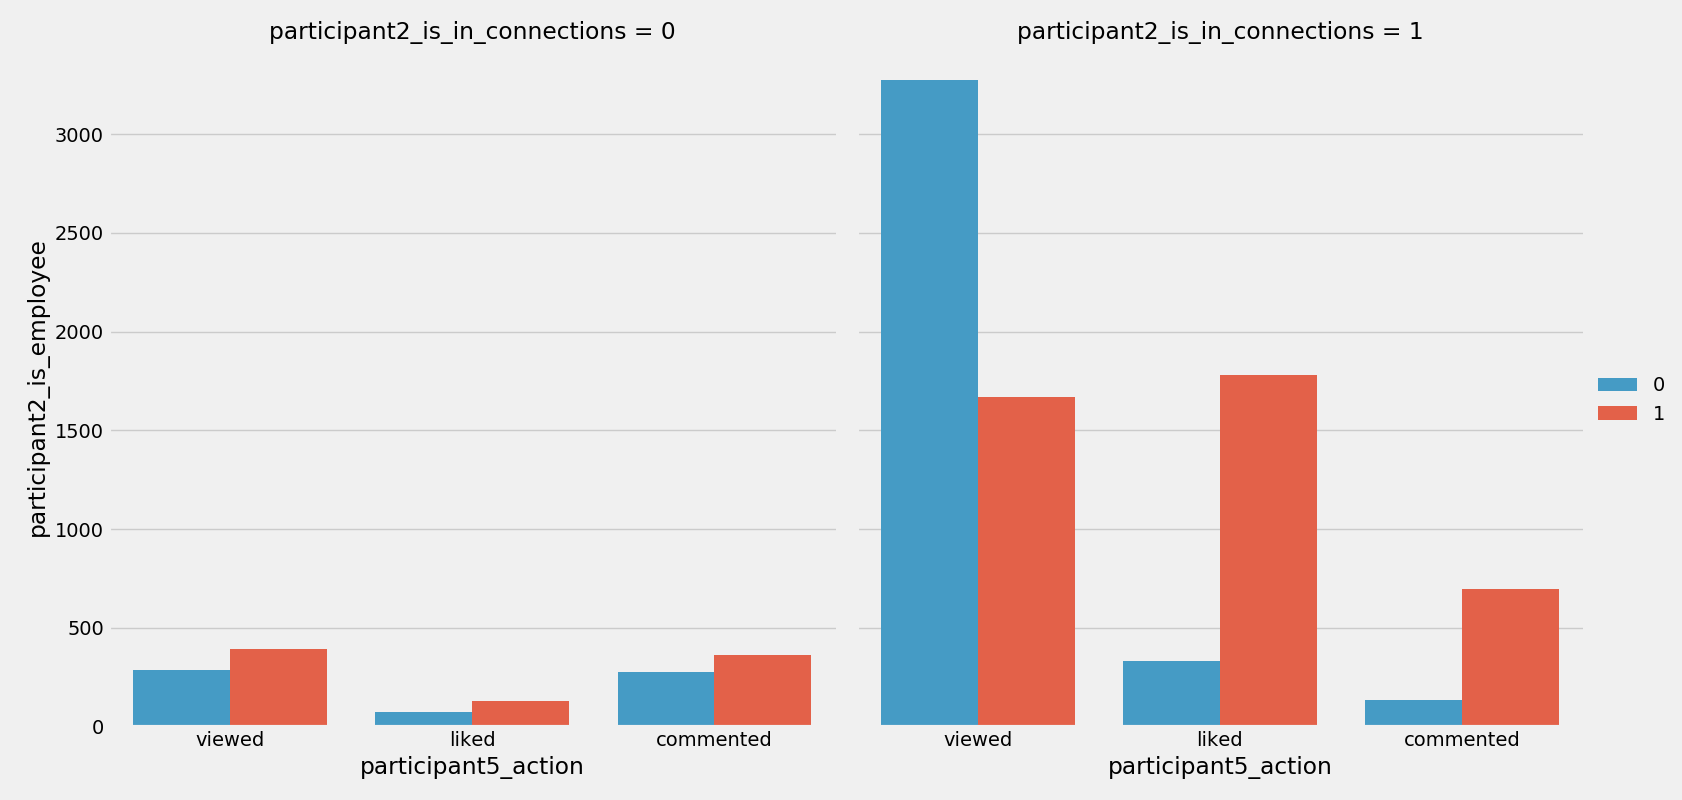 participant2_is_in_connections = 0
participant2_is_in_connections = 1
participant2_is_employee
3000
2500
2000
1500
1000
500
0
viewed liked commented
viewed liked commented
participant5_action
participant5_action
0
1